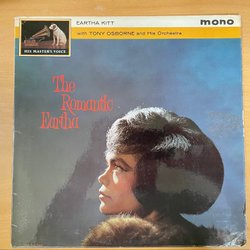 EARTHA KITT
mono
with TONY OSBORNE and His Orchestra
HIS MASTER'S VOICE
The
Romantic
Eartha